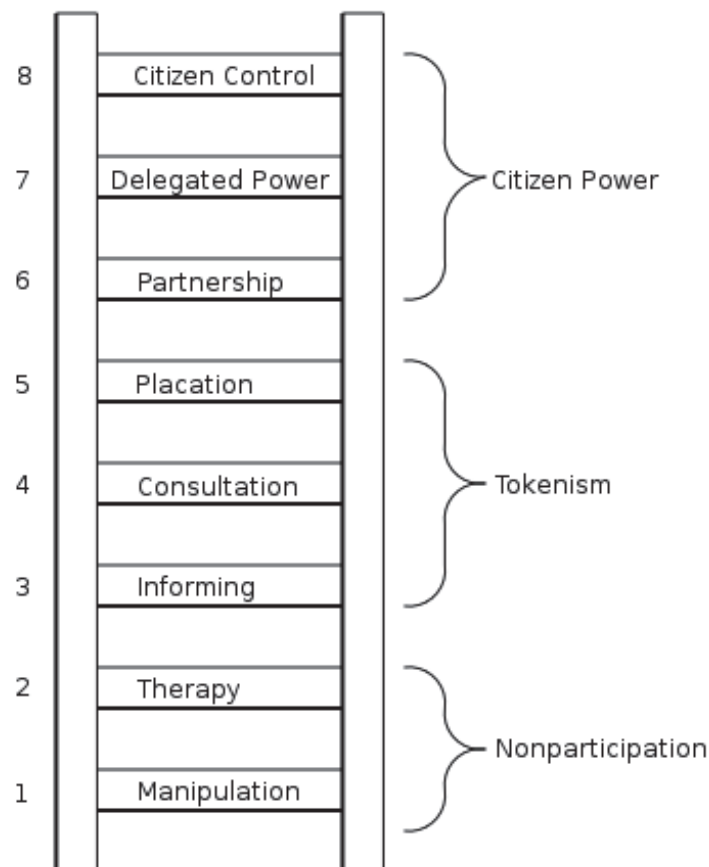 8 Citizen Control
7 Delegated Power
Citizen Power
6 Partnership
5 Placation
4 Consultation
Tokenism
3 Informing
2 Therapy
Nonparticipation
1 Manipulation